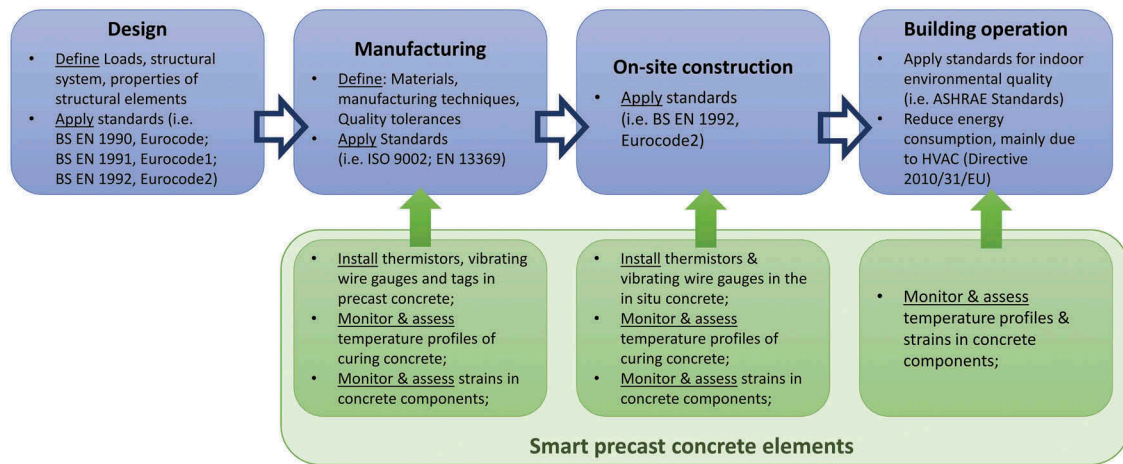 Design
• Define Loads, structural
system, properties of
structural elements
• Apply standards (i.e.
BS EN 1990, Eurocode;
BS EN 1991, Eurocode1;
BS EN 1992, Eurocode2)
Manufacturing
• Define: Materials,
manufacturing techniques,
Quality tolerances
• Apply Standards
(i.e. ISO 9002; EN 13369)
On-site construction
• Apply standards
(i.e. BS EN 1992,
Eurocode2)
Building operation
• Apply standards for indoor
environmental quality
(i.e. ASHRAE Standards)
• Reduce energy
consumption, mainly due
to HVAC (Directive
2010/31/EU)
• Install thermistors, vibrating
wire gauges and tags in
precast concrete;
• Monitor & assess
temperature profiles of
curing concrete;
• Monitor & assess strains in
concrete components;
• Install thermistors &
vibrating wire gauges in the
in situ concrete;
• Monitor & assess
temperature profiles of
curing concrete;
• Monitor & assess strains in
concrete components;
• Monitor & assess
temperature profiles &
strains in concrete
components;
Smart precast concrete elements